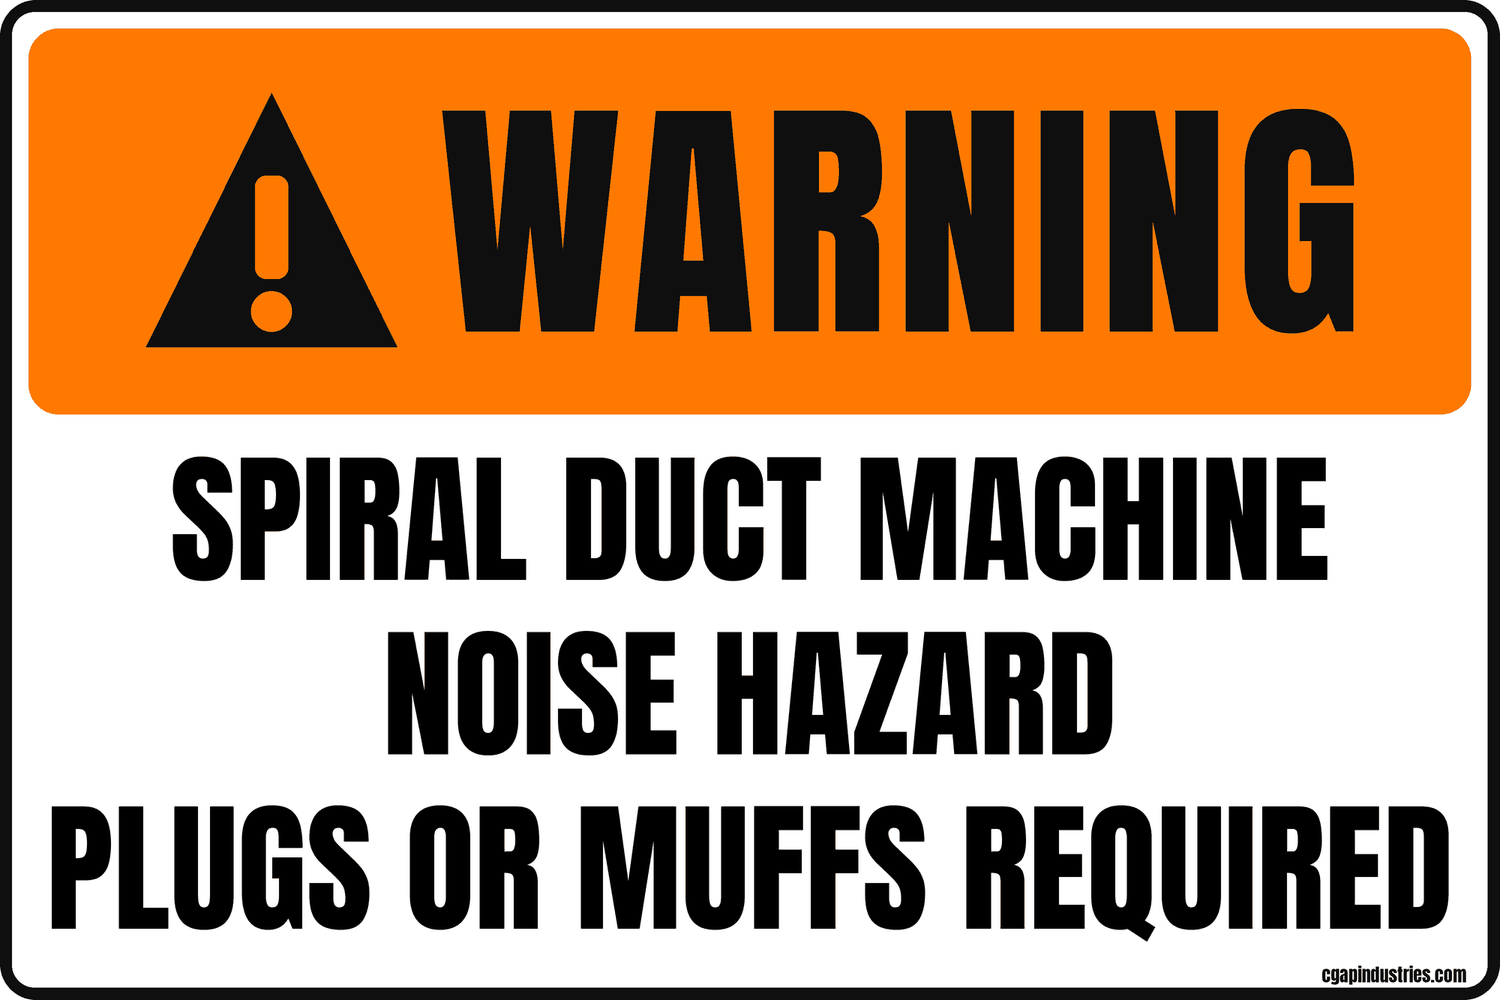 WARNING
SPIRAL DUCT MACHINE
NOISE HAZARD
PLUGS OR MUFFS REQUIRED
cgapindustries.com